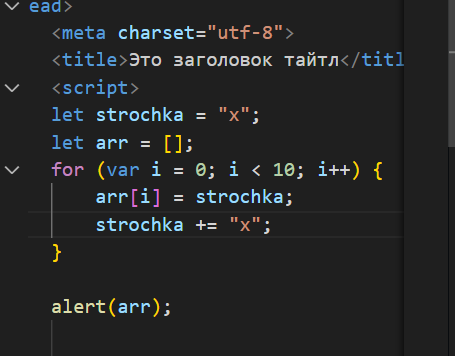 ead>
<meta charset="utf-8">
<title>Это заголовок тайтл</titl
<script>
let strochka = "x";
let arr = [];
for (var i = 0; i < 10; i++) {
arr[i] = strochka;
strochka += "x";
}
alert(arr);